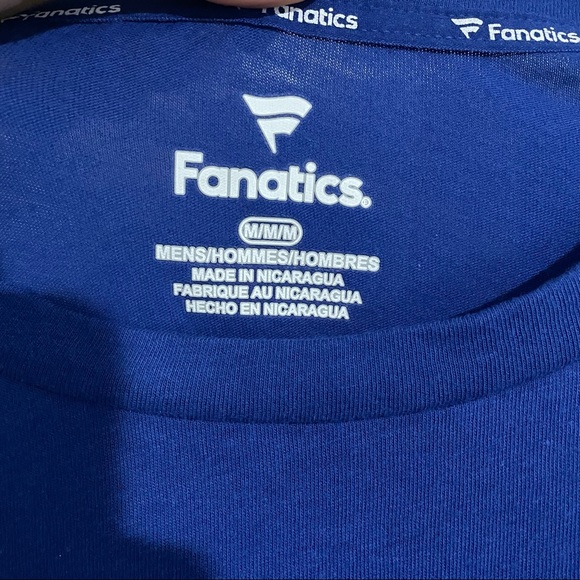 Fanatics Fanatics Fanatics
Fanatics.
M/M/M
MENS/HOMMES/HOMBRES
MADE IN NICARAGUA
FABRIQUE AU NICARAGUA
HECHO EN NICARAGUA